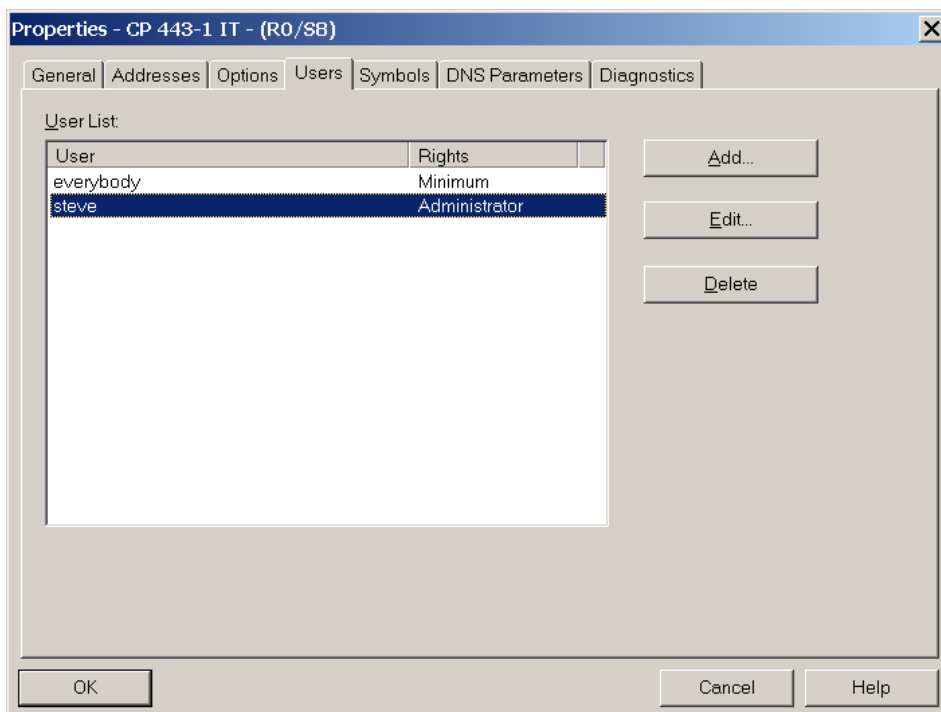 Properties - CP 443-1 IT - (R0/S8)
General Addresses Options Users Symbols DNS Parameters Diagnostics
User List:
User Rights
everybody Minimum
steve Administrator
Add...
Edit...
Delete
OK Cancel Help